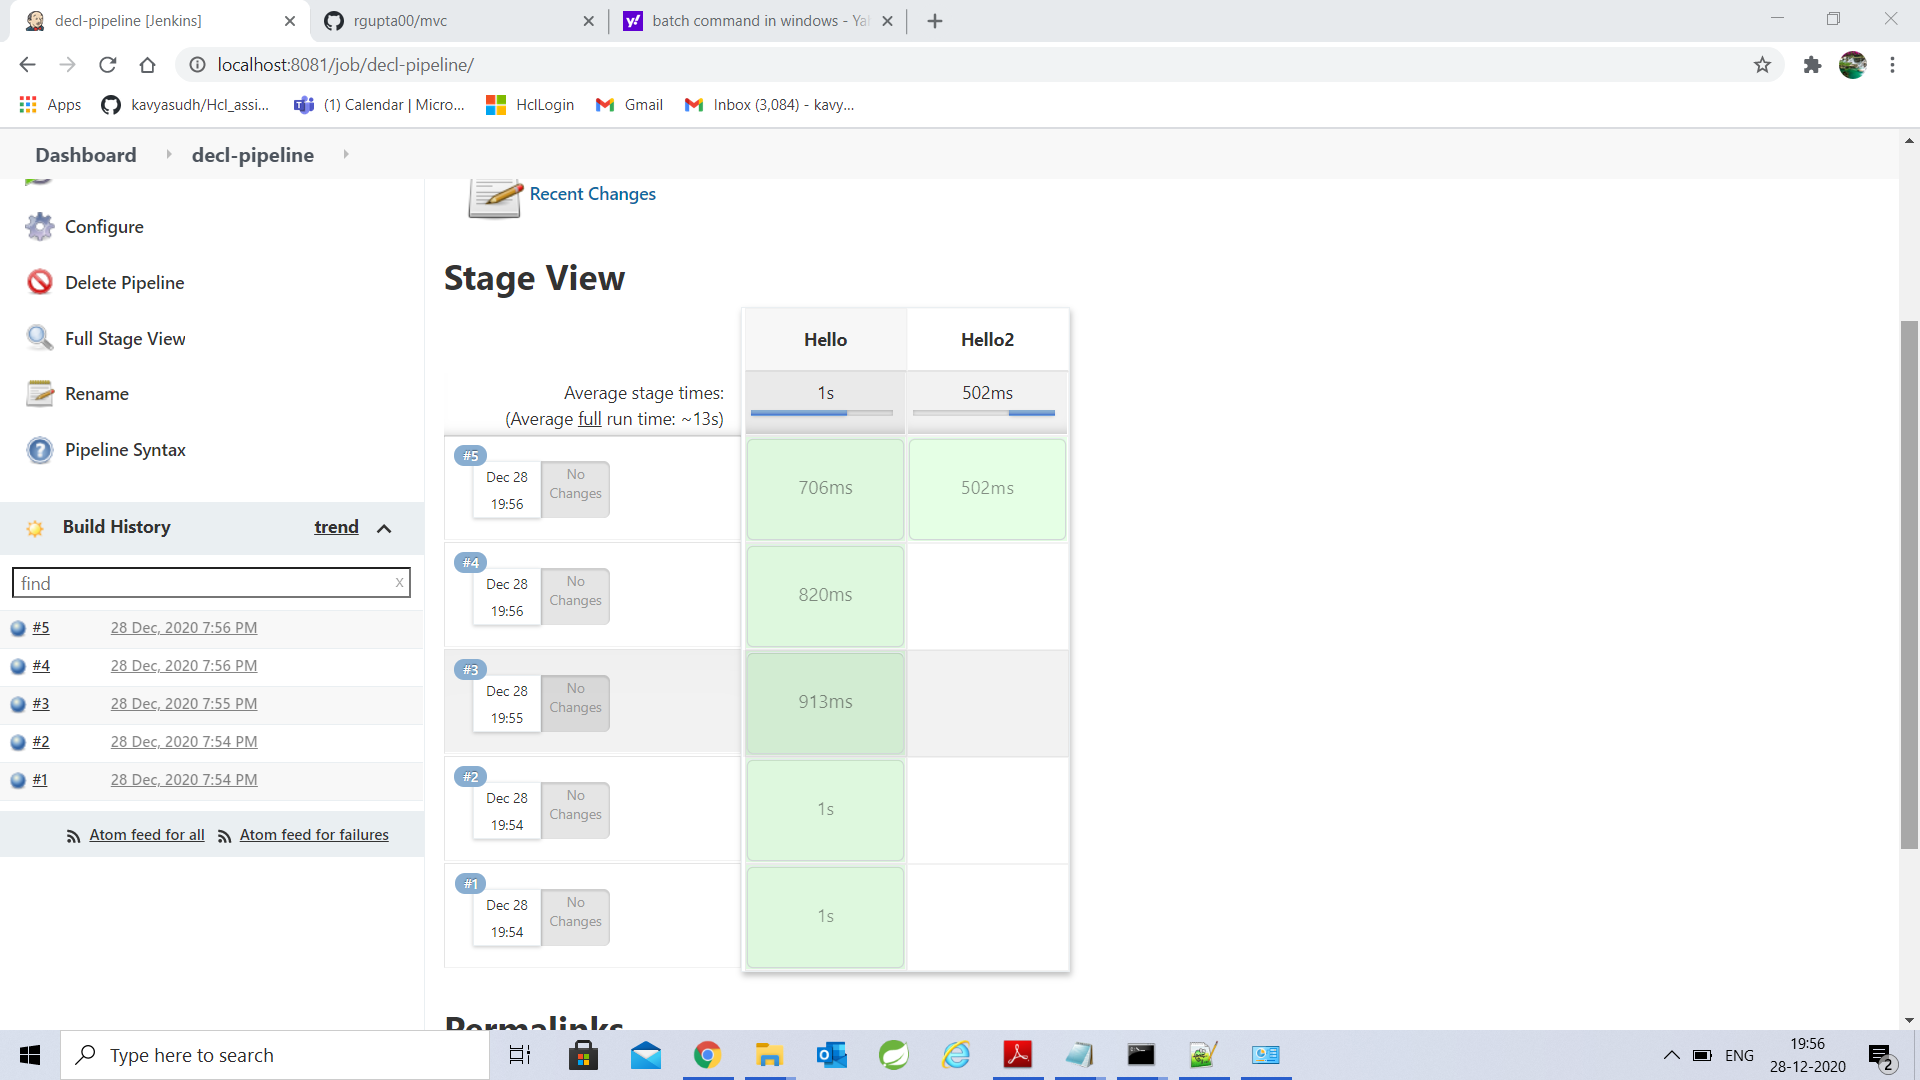 decl-pipeline [Jenkins]
rgupta00/mvc
batch command in windows - Ya
localhost:8081/job/decl-pipeline/
Apps
kavyasudh/Hcl_assi...
(1) Calendar | Micro...
HclLogin
Gmail
Inbox (3,084) - kavy...
Dashboard
decl-pipeline
Recent Changes
Configure
Delete Pipeline
Full Stage View
Rename
Pipeline Syntax
Build History
trend
find
x
#5 28 Dec, 2020 7:56 PM
#4 28 Dec, 2020 7:56 PM
#3 28 Dec, 2020 7:55 PM
#2 28 Dec, 2020 7:54 PM
#1 28 Dec, 2020 7:54 PM
Atom feed for all
Atom feed for failures
Stage View
Hello
Hello2
Average stage times:
(Average full run time: ~13s)
1s
502ms
#5
Dec 28
19:56
No
Changes
706ms
502ms
#4
Dec 28
19:56
No
Changes
820ms
#3
Dec 28
19:55
No
Changes
913ms
#2
Dec 28
19:54
No
Changes
1s
#1
Dec 28
19:54
No
Changes
1s
Permalinks
Type here to search
ENG
19:56
28-12-2020
2